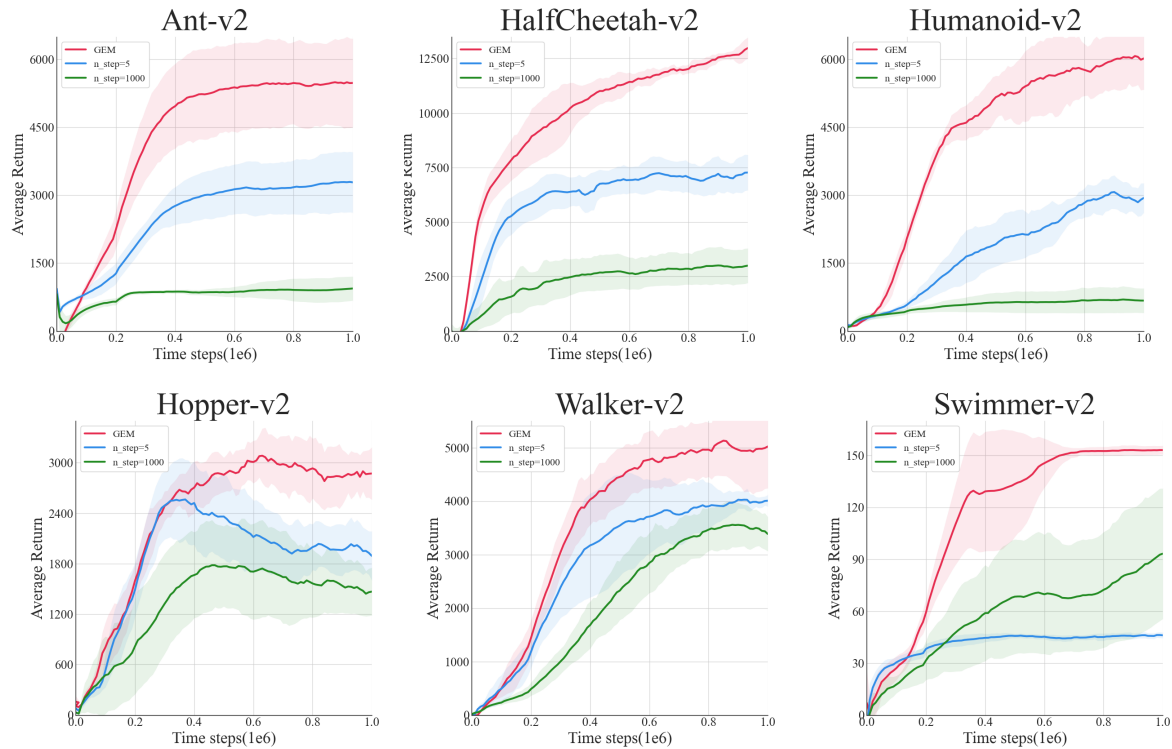 Ant-v2
GEM
n_step=5
n_step=1000
6000
4500
3000
1500
0
Average Return
0.0 0.2 0.4 0.6 0.8 1.0
Time steps(1e6)
HalfCheetah-v2
GEM
n_step=5
n_step=1000
12500
10000
7500
5000
2500
0
Average Return
0.0 0.2 0.4 0.6 0.8 1.0
Time steps(1e6)
Humanoid-v2
GEM
n_step=5
n_step=1000
6000
4500
3000
1500
0
Average Return
0.0 0.2 0.4 0.6 0.8 1.0
Time steps(1e6)
Hopper-v2
GEM
n_step=5
n_step=1000
3000
2400
1800
1200
600
0
Average Return
0.0 0.2 0.4 0.6 0.8 1.0
Time steps(1e6)
Walker-v2
GEM
n_step=5
n_step=1000
5000
4000
3000
2000
1000
0
Average Return
0.0 0.2 0.4 0.6 0.8 1.0
Time steps(1e6)
Swimmer-v2
GEM
n_step=5
n_step=1000
150
120
90
60
30
0
Average Return
0.0 0.2 0.4 0.6 0.8 1.0
Time steps(1e6)